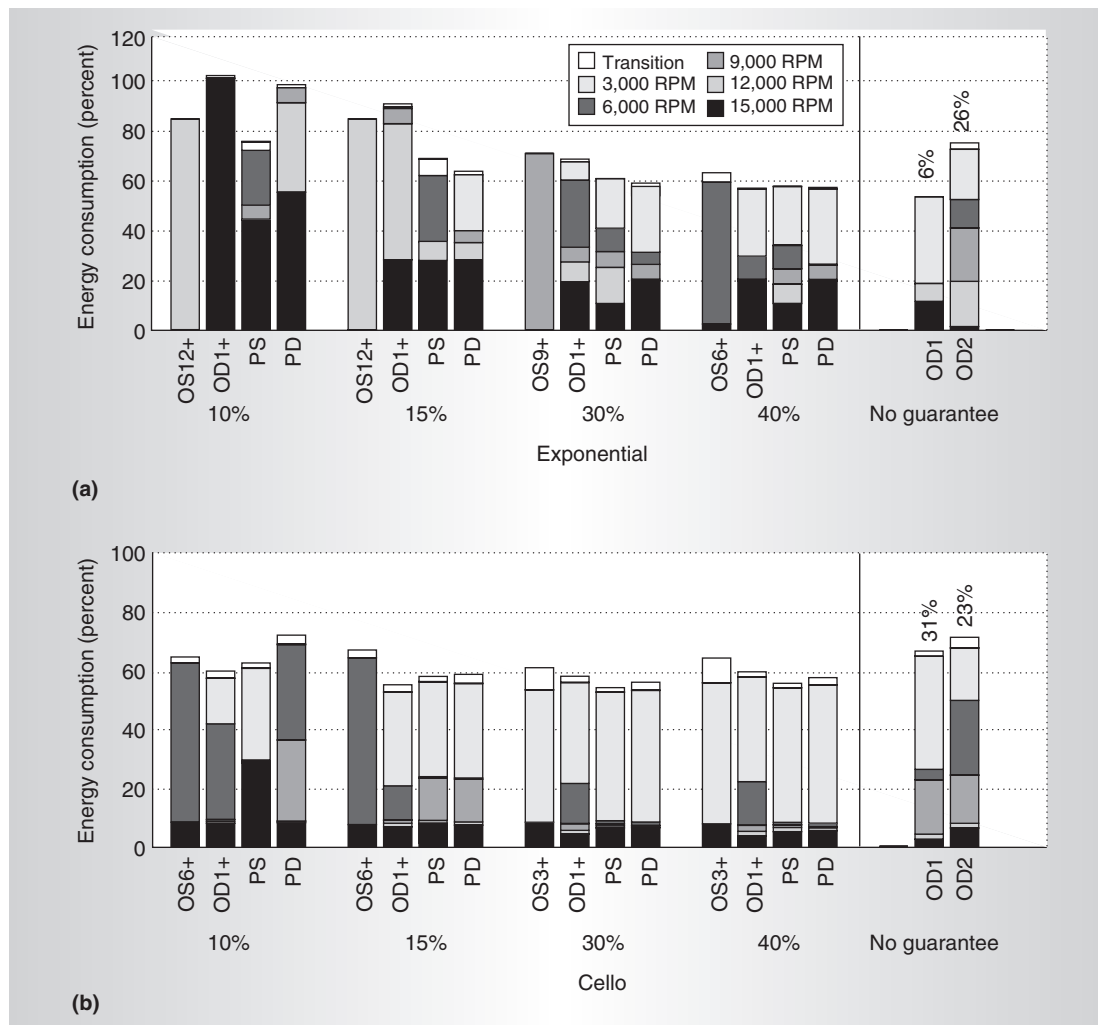 Energy consumption (percent)
120
100
80
60
40
20
0
Transition
3,000 RPM
6,000 RPM
9,000 RPM
12,000 RPM
15,000 RPM
6%
26%
OS12+
OD1+
PS
PD
OS12+
OD1+
PS
PD
OS9+
OD1+
PS
PD
OS6+
OD1+
PS
PD
OD1
OD2
10%
15%
30%
40%
No guarantee
Exponential
(a)
Energy consumption (percent)
100
80
60
40
20
0
31%
23%
OS6+
OD1+
PS
PD
OS6+
OD1+
PS
PD
OS3+
OD1+
PS
PD
OS3+
OD1+
PS
PD
OD1
OD2
10%
15%
30%
40%
No guarantee
Cello
(b)